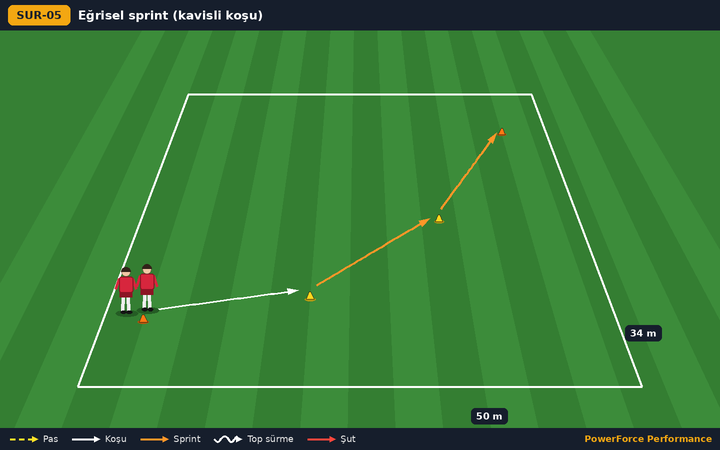 SUR-05 Eğrisel sprint (kavisli koşu)
34 m
50 m
Pas Koşu Sprint Top sürme Şut PowerForce Performance